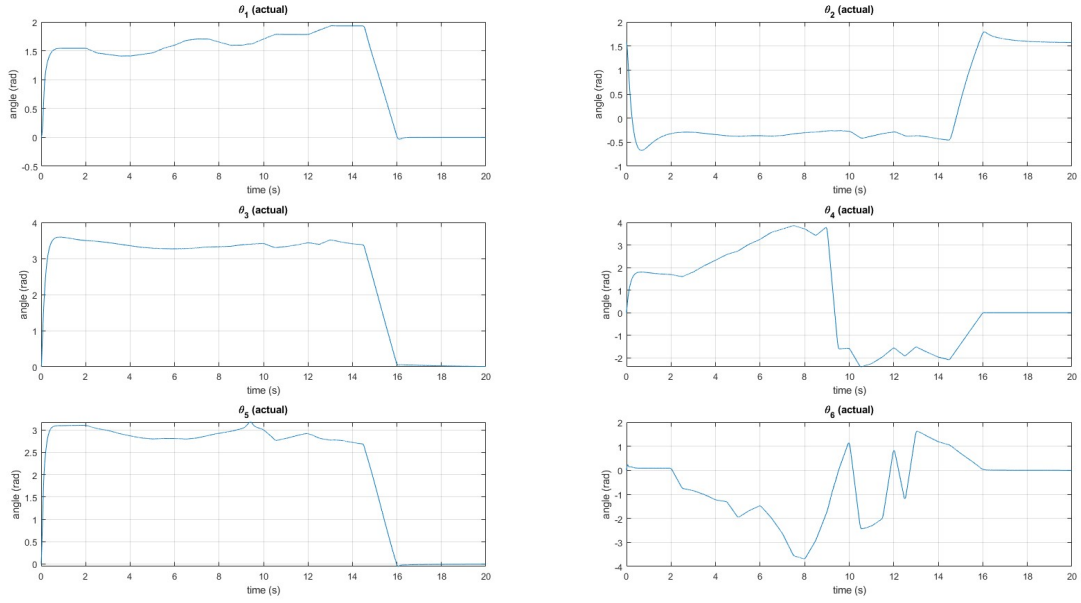 θ1 (actual)
2
1.5
1
0.5
0
-0.5
angle (rad)
0 2 4 6 8 10 12 14 16 18 20
time (s)
θ2 (actual)
2
1.5
1
0.5
0
-0.5
-1
angle (rad)
0 2 4 6 8 10 12 14 16 18 20
time (s)
θ3 (actual)
4
3
2
1
0
angle (rad)
0 2 4 6 8 10 12 14 16 18 20
time (s)
θ4 (actual)
4
3
2
1
0
-1
-2
angle (rad)
0 2 4 6 8 10 12 14 16 18 20
time (s)
θ5 (actual)
3
2.5
2
1.5
1
0.5
0
angle (rad)
0 2 4 6 8 10 12 14 16 18 20
time (s)
θ6 (actual)
2
1
0
-1
-2
-3
-4
angle (rad)
0 2 4 6 8 10 12 14 16 18 20
time (s)